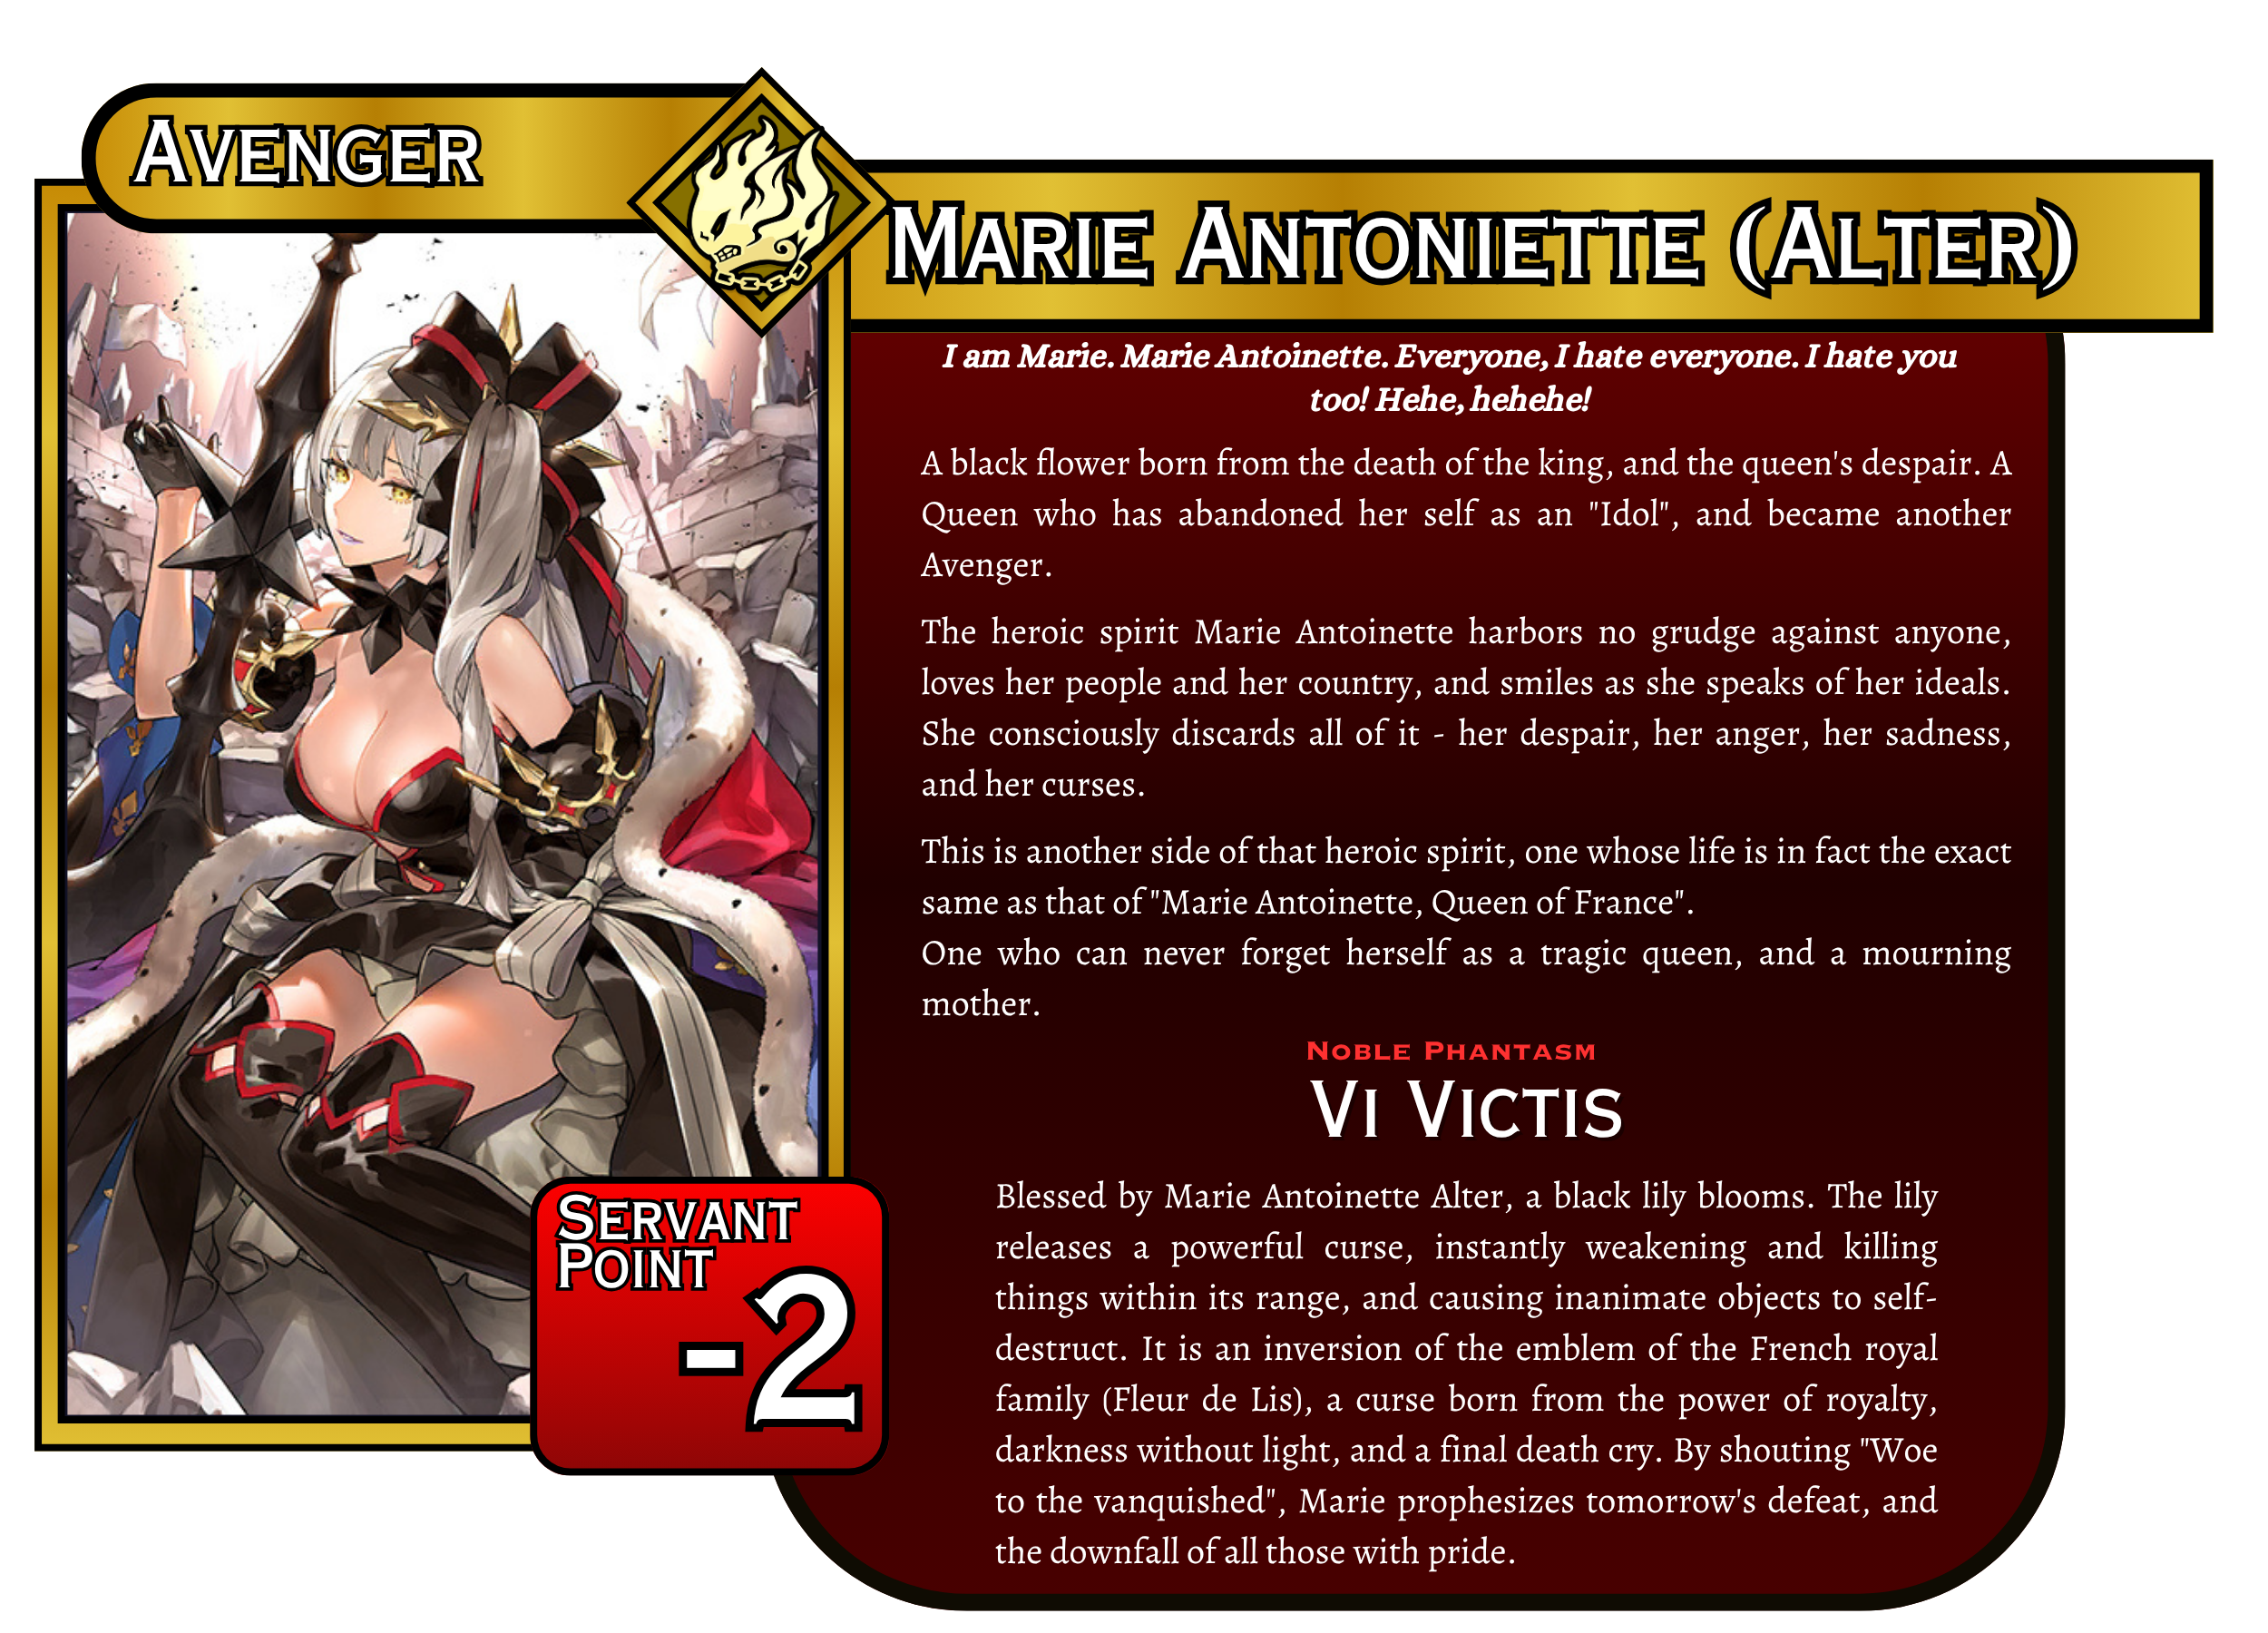 AVENGER
MARIE ANTONIETTE (ALTER)
I am Marie. Marie Antoinette. Everyone, I hate everyone. I hate you
too! Hehe, hehehe!
A black flower born from the death of the king, and the queen's despair. A
Queen who has abandoned her self as an "Idol", and became another
Avenger.
The heroic spirit Marie Antoinette harbors no grudge against anyone,
loves her people and her country, and smiles as she speaks of her ideals.
She consciously discards all of it - her despair, her anger, her sadness,
and her curses.
This is another side of that heroic spirit, one whose life is in fact the exact
same as that of "Marie Antoinette, Queen of France".
One who can never forget herself as a tragic queen, and a mourning
mother.
NOBLE PHANTASM
VI VICTIS
Blessed by Marie Antoinette Alter, a black lily blooms. The lily
releases a powerful curse, instantly weakening and killing
things within its range, and causing inanimate objects to self-
destruct. It is an inversion of the emblem of the French royal
family (Fleur de Lis), a curse born from the power of royalty,
darkness without light, and a final death cry. By shouting "Woe
to the vanquished", Marie prophesizes tomorrow's defeat, and
the downfall of all those with pride.
SERVANT
POINT
-2